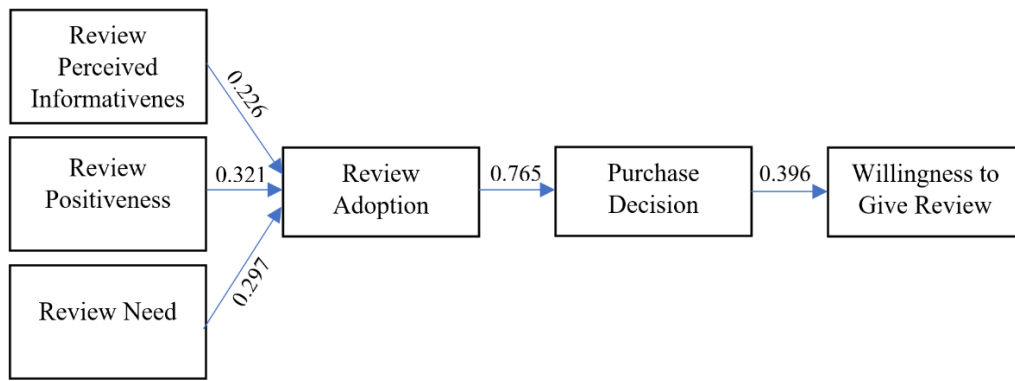 Review
Perceived
Informativenes
0.226
Review
Positiveness
0.321
Review Need
0.297
Review
Adoption
0.765
Purchase
Decision
0.396
Willingness to
Give Review